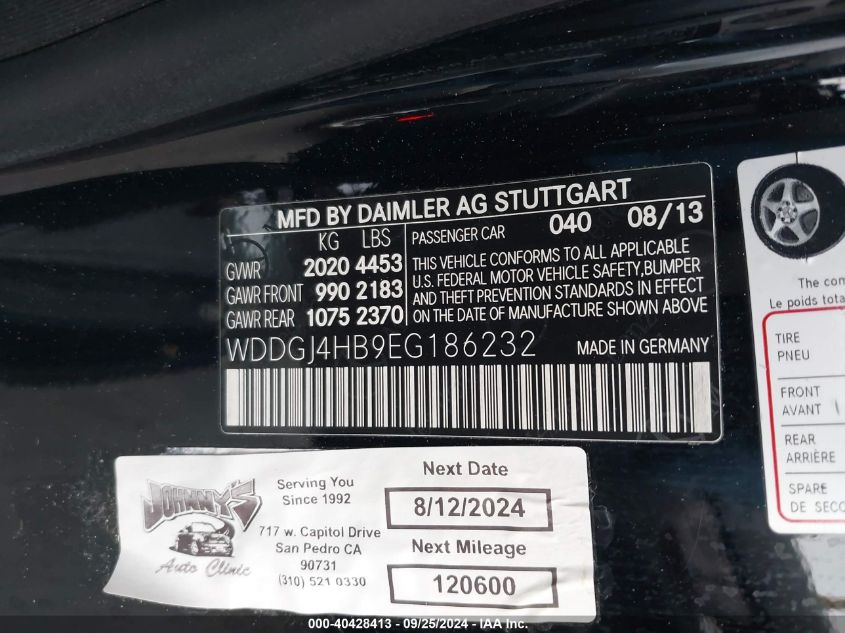 MFD BY DAIMLER AG STUTTGART
KG LBS
GVWR 2020 4453
GAWR FRONT 990 2183
GAWR REAR 1075 2370
PASSENGER CAR 040 08/13
THIS VEHICLE CONFORMS TO ALL APPLICABLE
U.S. FEDERAL MOTOR VEHICLE SAFETY, BUMPER
AND THEFT PREVENTION STANDARDS IN EFFECT
ON THE DATE OF MANUFACTURE SHOWN ABOVE
WDDGJ4HB9EG186232 MADE IN GERMANY
The com
Le poids tota
TIRE
PNEU
FRONT
AVANT
REAR
ARRIÈRE
SPARE
DE SECO
JOHNNY'S
Auto Clinic
Serving You
Since 1992
717 w. Capitol Drive
San Pedro CA
90731
(310) 521 0330
Next Date
8/12/2024
Next Mileage
120600
000-40428413 - 09/25/2024 - IAA Inc.